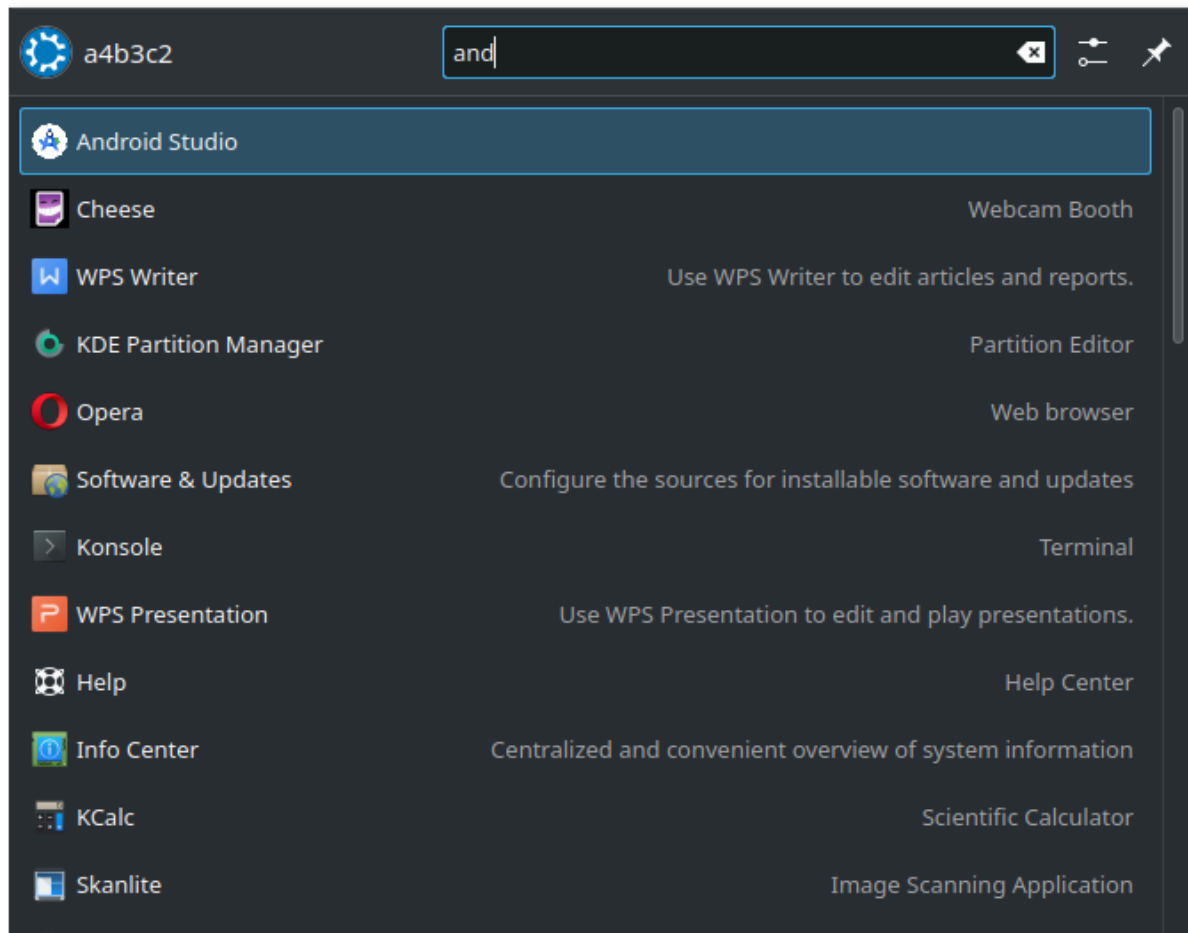 a4b3c2
and
Android Studio
Cheese Webcam Booth
WPS Writer Use WPS Writer to edit articles and reports.
KDE Partition Manager Partition Editor
Opera Web browser
Software & Updates Configure the sources for installable software and updates
Konsole Terminal
WPS Presentation Use WPS Presentation to edit and play presentations.
Help Help Center
Info Center Centralized and convenient overview of system information
KCalc Scientific Calculator
Skanlite Image Scanning Application